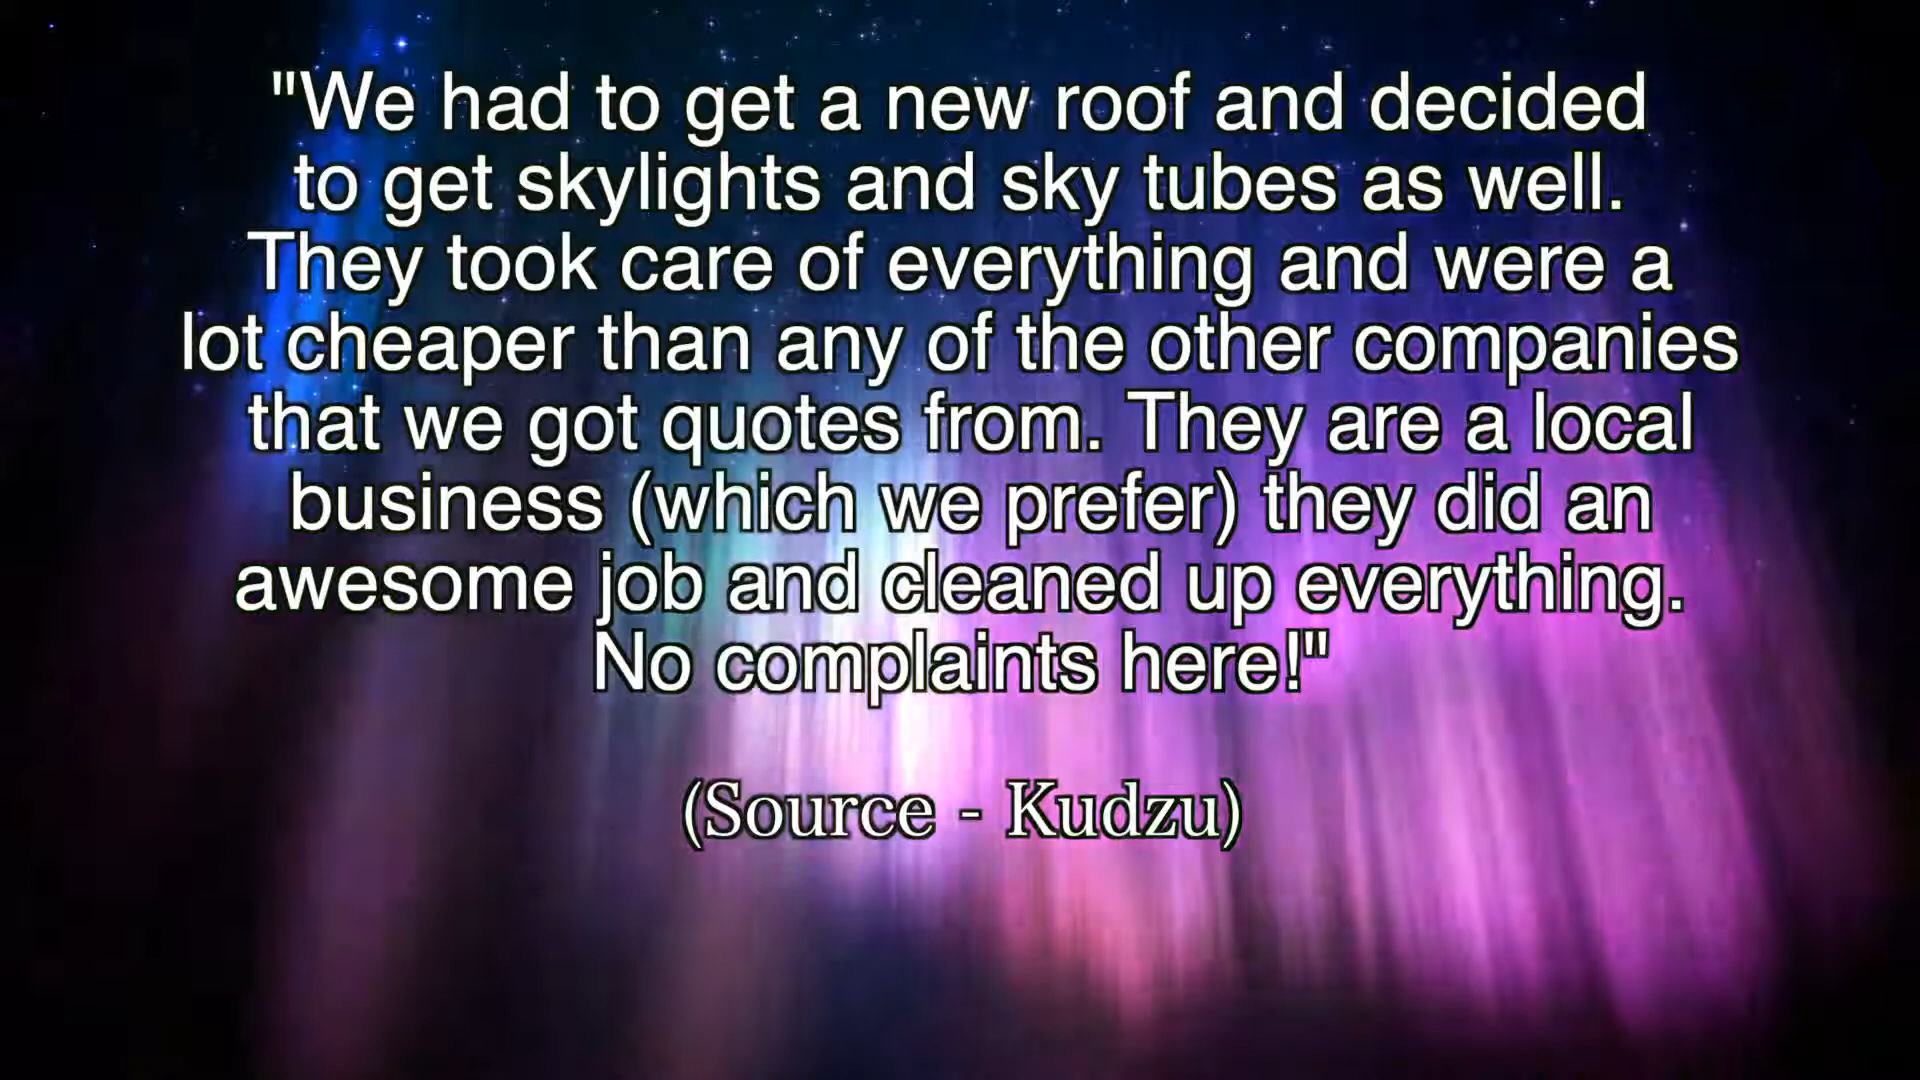 "We had to get a new roof and decided
to get skylights and sky tubes as well.
They took care of everything and were a
lot cheaper than any of the other companies
that we got quotes from. They are a local
business (which we prefer) they did an
awesome job and cleaned up everything.
No complaints here!"
(Source - Kudzu)